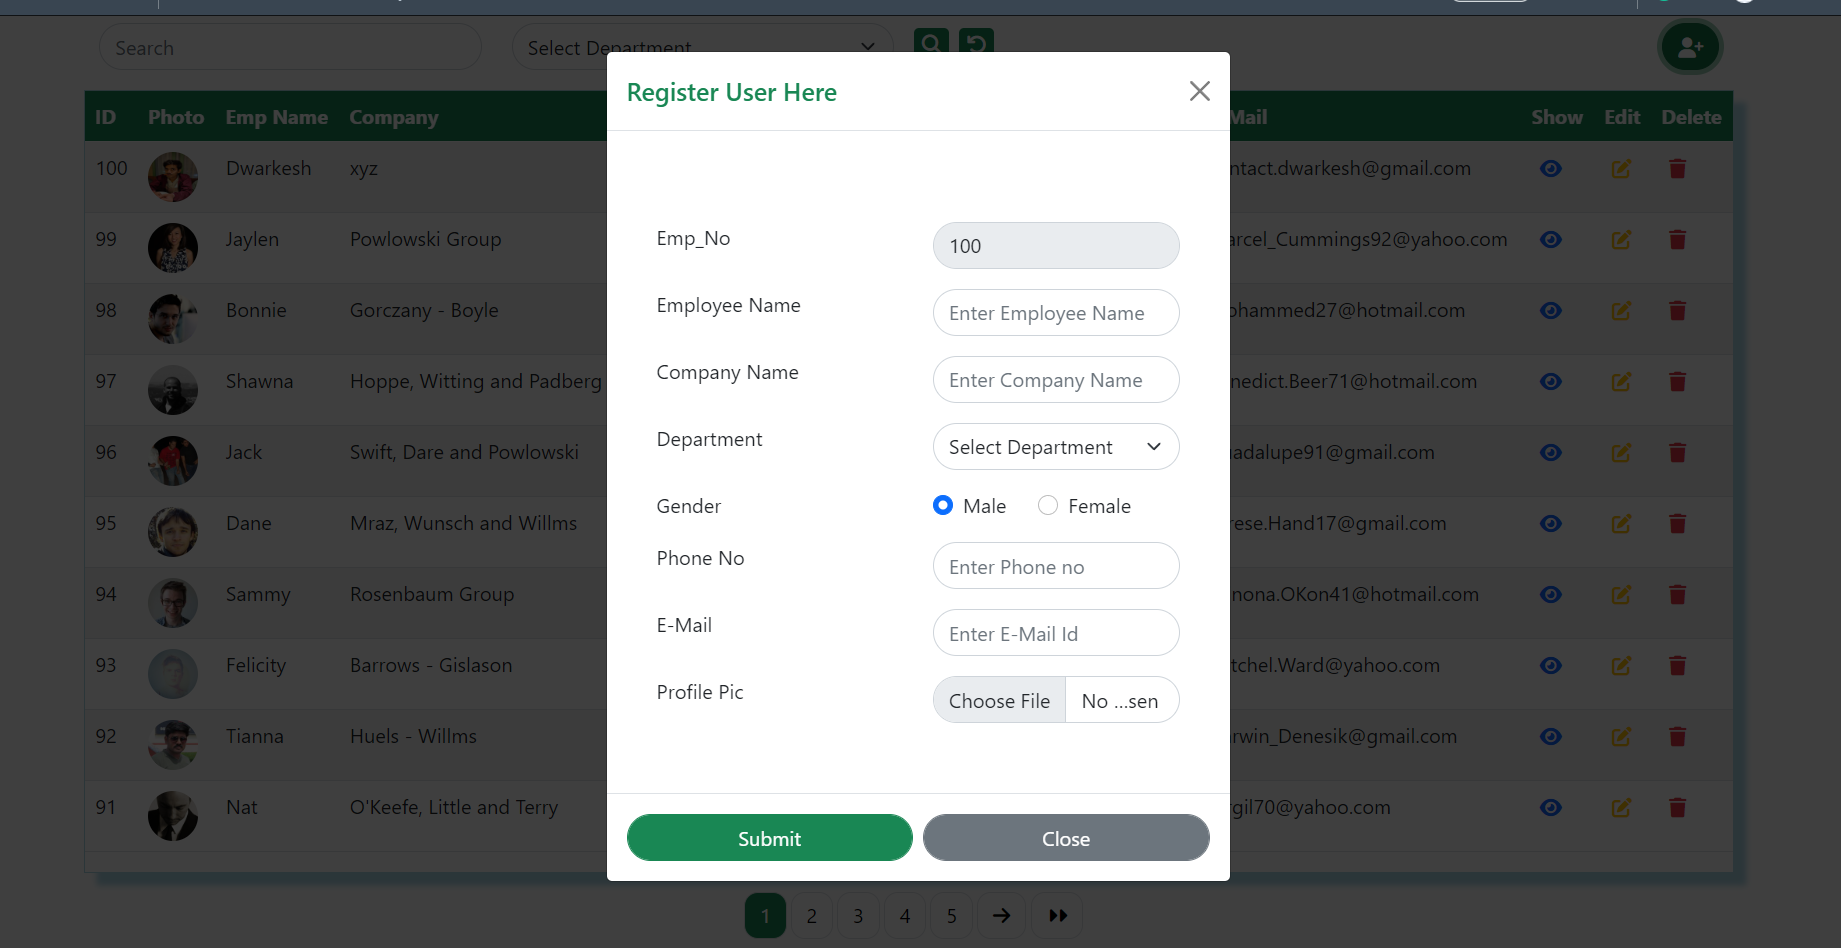 Search
Select Department
Register User Here
ID Photo Emp Name Company Mail Show Edit Delete
100 Dwarkesh xyz ntact.dwarkesh@gmail.com
99 Jaylen Powlowski Group arcel_Cummings92@yahoo.com
Emp_No 100
98 Bonnie Gorczany - Boyle ohammed27@hotmail.com
Employee Name Enter Employee Name
97 Shawna Hoppe, Witting and Padberg nedict.Beer71@hotmail.com
Company Name Enter Company Name
96 Jack Swift, Dare and Powlowski adalupe91@gmail.com
Department Select Department
95 Dane Mraz, Wunsch and Willms rese.Hand17@gmail.com
Gender Male Female
Phone No Enter Phone no
94 Sammy Rosenbaum Group nona.OKon41@hotmail.com
E-Mail Enter E-Mail Id
93 Felicity Barrows - Gislason tchel.Ward@yahoo.com
Profile Pic Choose File No ...sen
92 Tianna Huels - Willms rwin_Denesik@gmail.com
91 Nat O'Keefe, Little and Terry gil70@yahoo.com
Submit Close
1 2 3 4 5